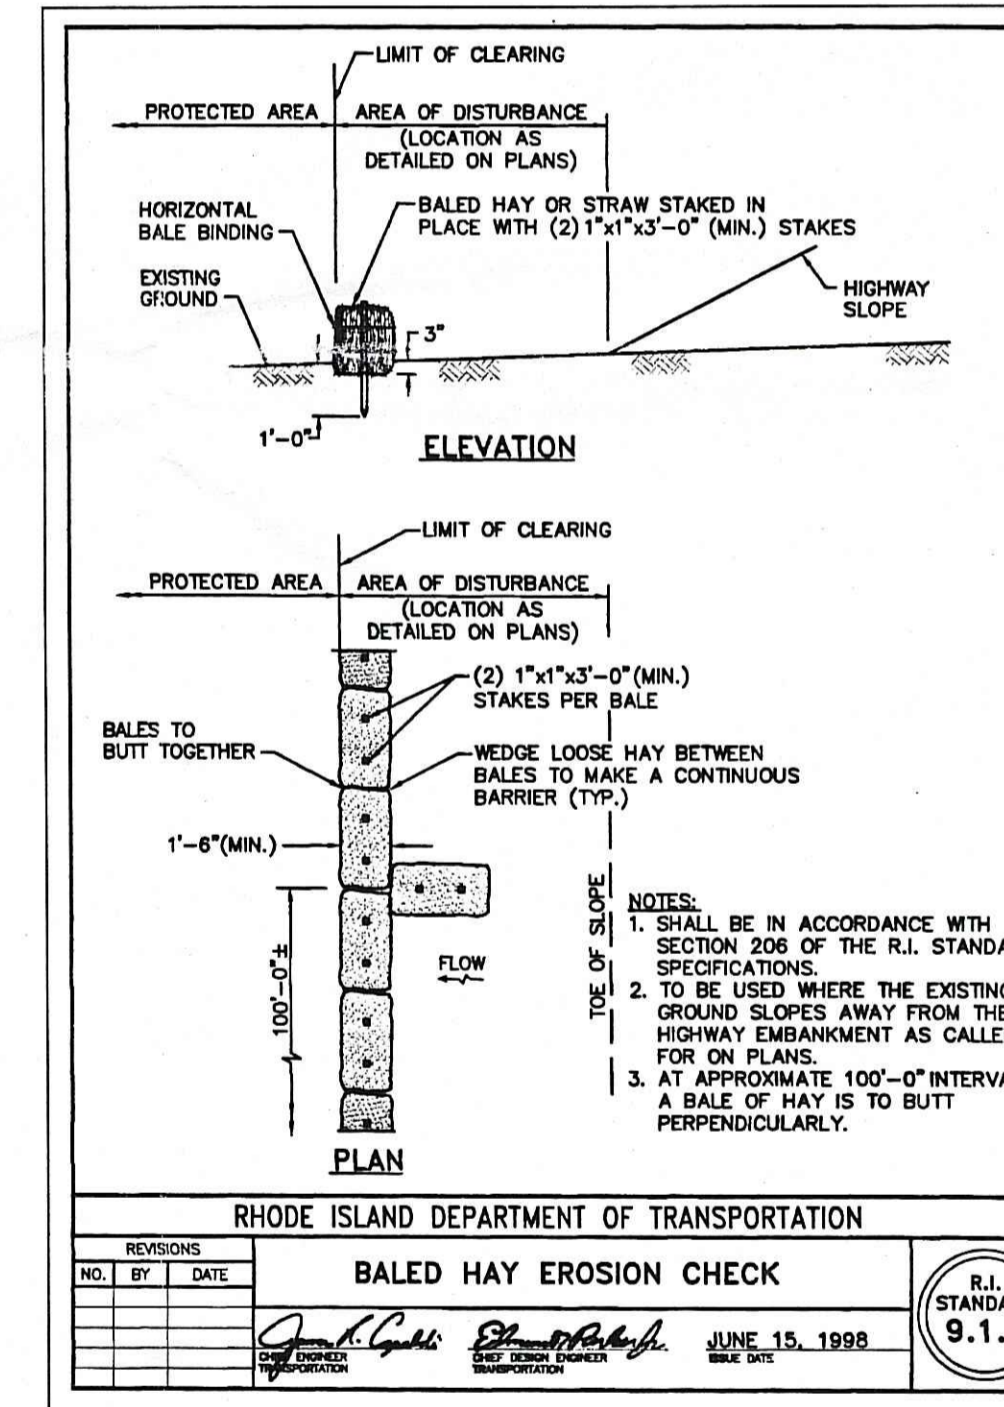 LIMIT OF CLEARING
PROTECTED AREA
AREA OF DISTURBANCE
(LOCATION AS
DETAILED ON PLANS)
HORIZONTAL
BALE BINDING
BALED HAY OR STRAW STAKED IN
PLACE WITH (2) 1"x1"x3'-0" (MIN.) STAKES
EXISTING
GROUND
HIGHWAY
SLOPE
3"
1'-0"
ELEVATION
LIMIT OF CLEARING
PROTECTED AREA
AREA OF DISTURBANCE
(LOCATION AS
DETAILED ON PLANS)
(2) 1"x1"x3'-0"(MIN.)
STAKES PER BALE
BALES TO
BUTT TOGETHER
WEDGE LOOSE HAY BETWEEN
BALES TO MAKE A CONTINUOUS
BARRIER (TYP.)
1'-6"(MIN.)
100'-0"±
FLOW
TOE OF SLOPE
NOTES:
1. SHALL BE IN ACCORDANCE WITH
SECTION 206 OF THE R.I. STANDA
SPECIFICATIONS.
2. TO BE USED WHERE THE EXISTING
GROUND SLOPES AWAY FROM THE
HIGHWAY EMBANKMENT AS CALLE
FOR ON PLANS.
3. AT APPROXIMATE 100'-0" INTERVA
A BALE OF HAY IS TO BUTT
PERPENDICULARLY.
PLAN
RHODE ISLAND DEPARTMENT OF TRANSPORTATION
REVISIONS
NO. BY DATE
BALED HAY EROSION CHECK
CHIEF ENGINEER
TRANSPORTATION
CHIEF DESIGN ENGINEER
TRANSPORTATION
JUNE 15, 1998
ISSUE DATE
R.I.
STANDA
9.1.